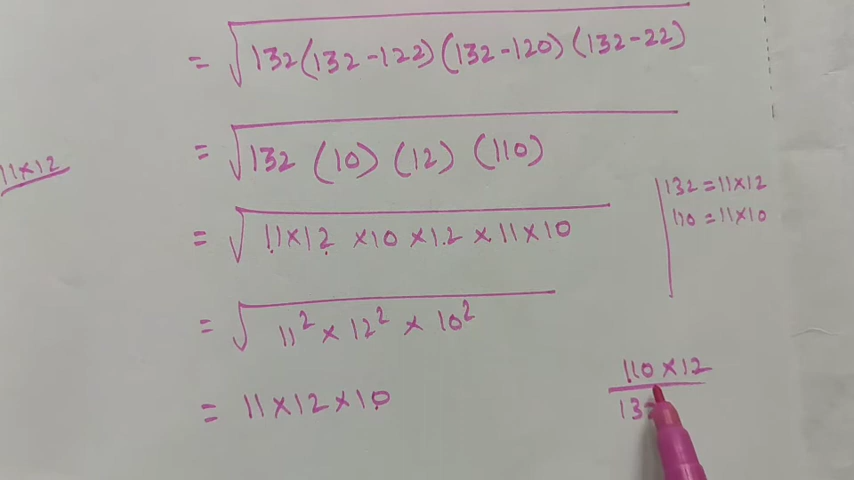 = √132(132-122)(132-120)(132-22)
= √132 (10) (12) (110)
11×12
132 = 11×12
110 = 11×10
= √11×12 ×10 ×12 ×11×10
= √11² × 12² × 10²
110×12
= 11×12×10